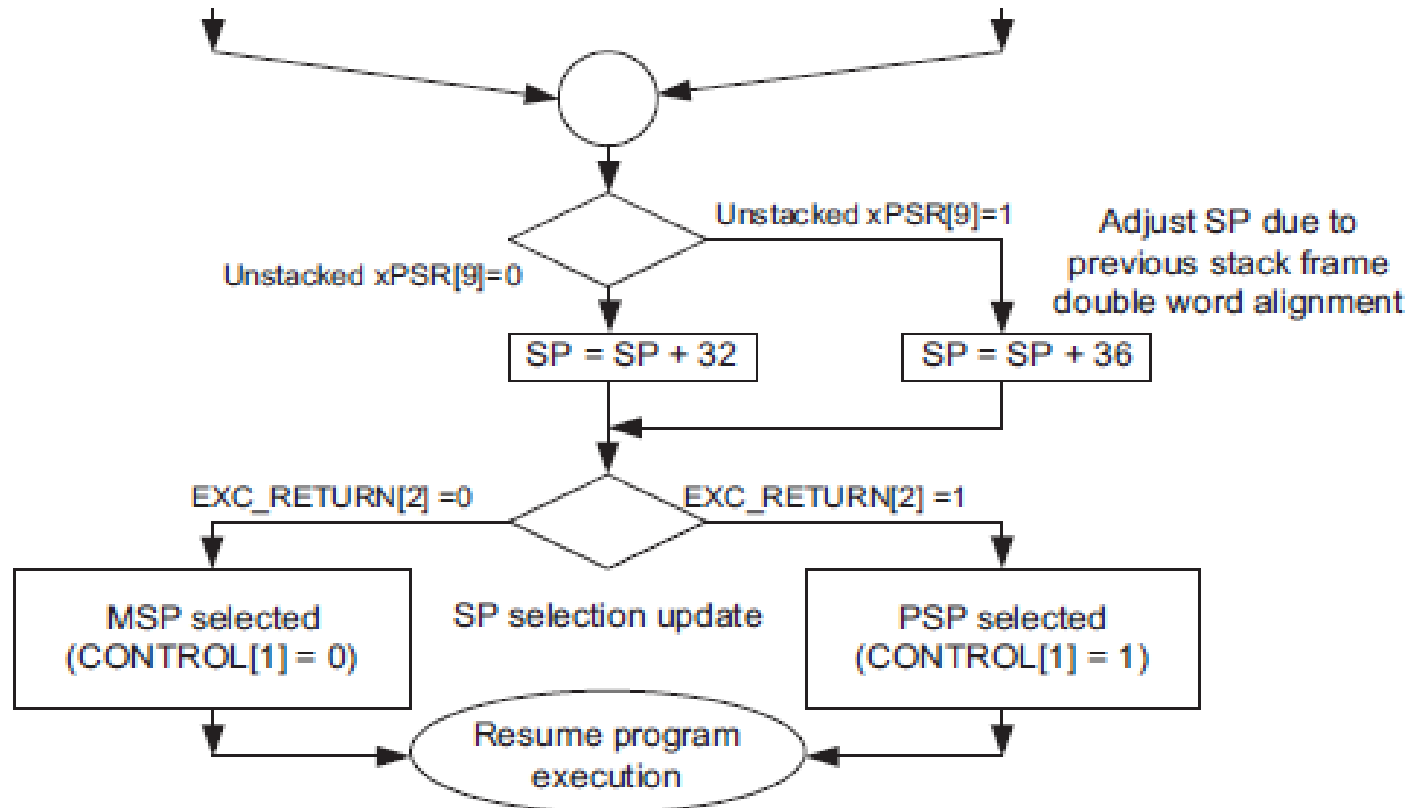 Unstacked xPSR[9]=1
Adjust SP due to
previous stack frame
double word alignment
Unstacked xPSR[9]=0
SP = SP + 32
SP = SP + 36
EXC_RETURN[2] =0
EXC_RETURN[2] =1
MSP selected
(CONTROL[1] = 0)
SP selection update
PSP selected
(CONTROL[1] = 1)
Resume program
execution